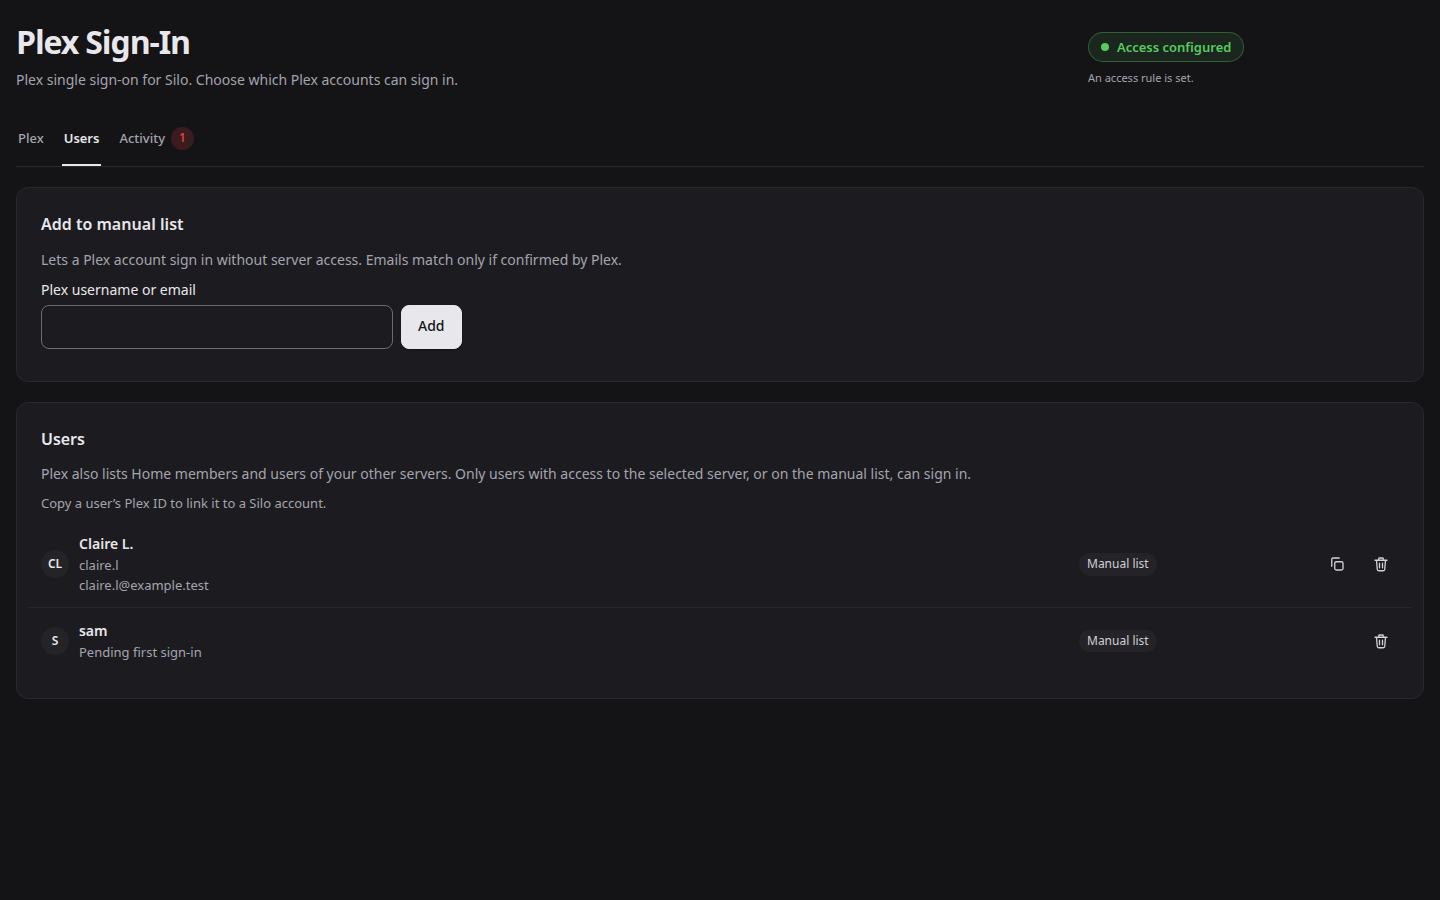 Plex Sign-In
Plex single sign-on for Silo. Choose which Plex accounts can sign in.
Access configured
An access rule is set.
Plex
Users
Activity
1
Add to manual list
Lets a Plex account sign in without server access. Emails match only if confirmed by Plex.
Plex username or email
Add
Users
Plex also lists Home members and users of your other servers. Only users with access to the selected server, or on the manual list, can sign in.
Copy a user’s Plex ID to link it to a Silo account.
CL
Claire L.
claire.l
claire.l@example.test
Manual list
S
sam
Pending first sign-in
Manual list